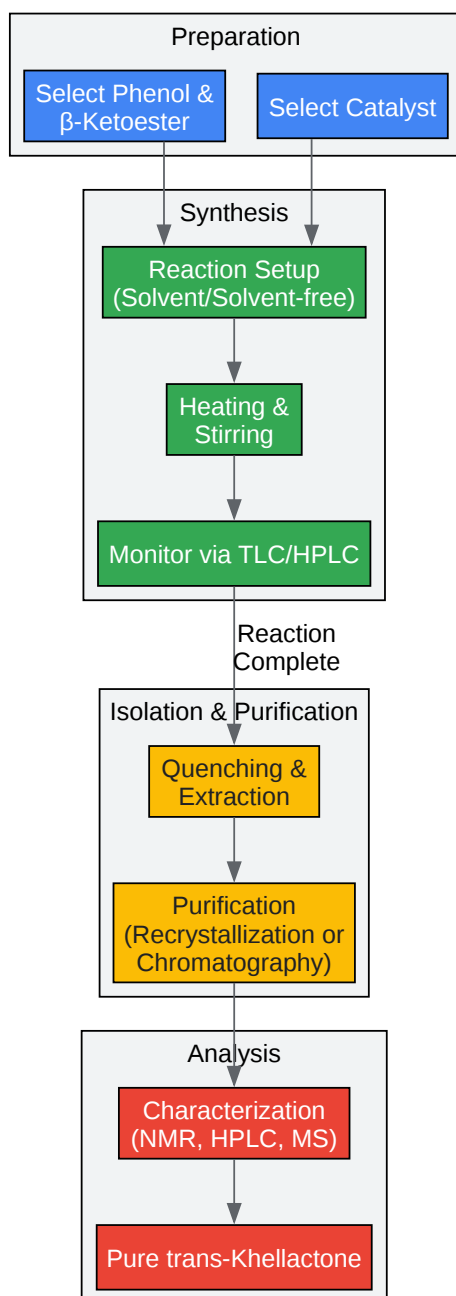 Preparation
Select Phenol &
β-Ketoester
Select Catalyst
Synthesis
Reaction Setup
(Solvent/Solvent-free)
Heating &
Stirring
Monitor via TLC/HPLC
Reaction
Complete
Isolation & Purification
Quenching &
Extraction
Purification
(Recrystallization or
Chromatography)
Analysis
Characterization
(NMR, HPLC, MS)
Pure trans-Khellactone